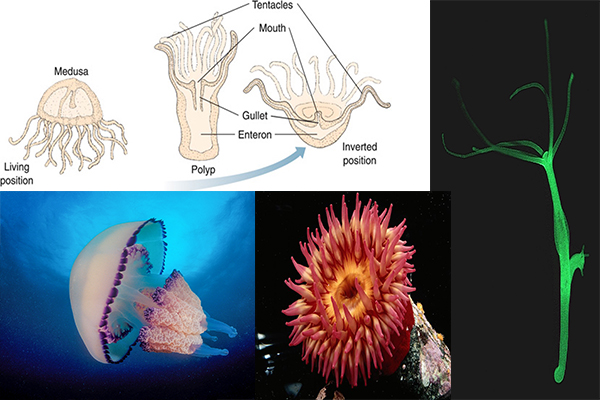 Tentacles
Mouth
Medusa
Gullet
Enteron
Living
position
Inverted
position
Polyp